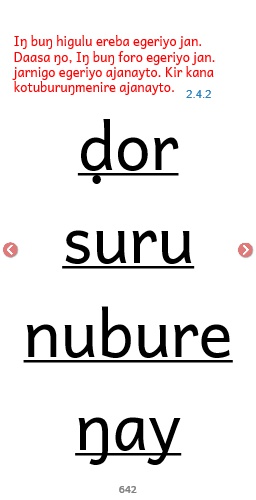 Iŋ buŋ higulu ereba egeriyo jan.
Daasa ŋo, Iŋ buŋ foro egeriyo jan.
jarnigo egeriyo ajanayto. Kir kana
kotuburuŋmenire ajanayto. 2.4.2
ḍor
suru
nubure
ŋay
642